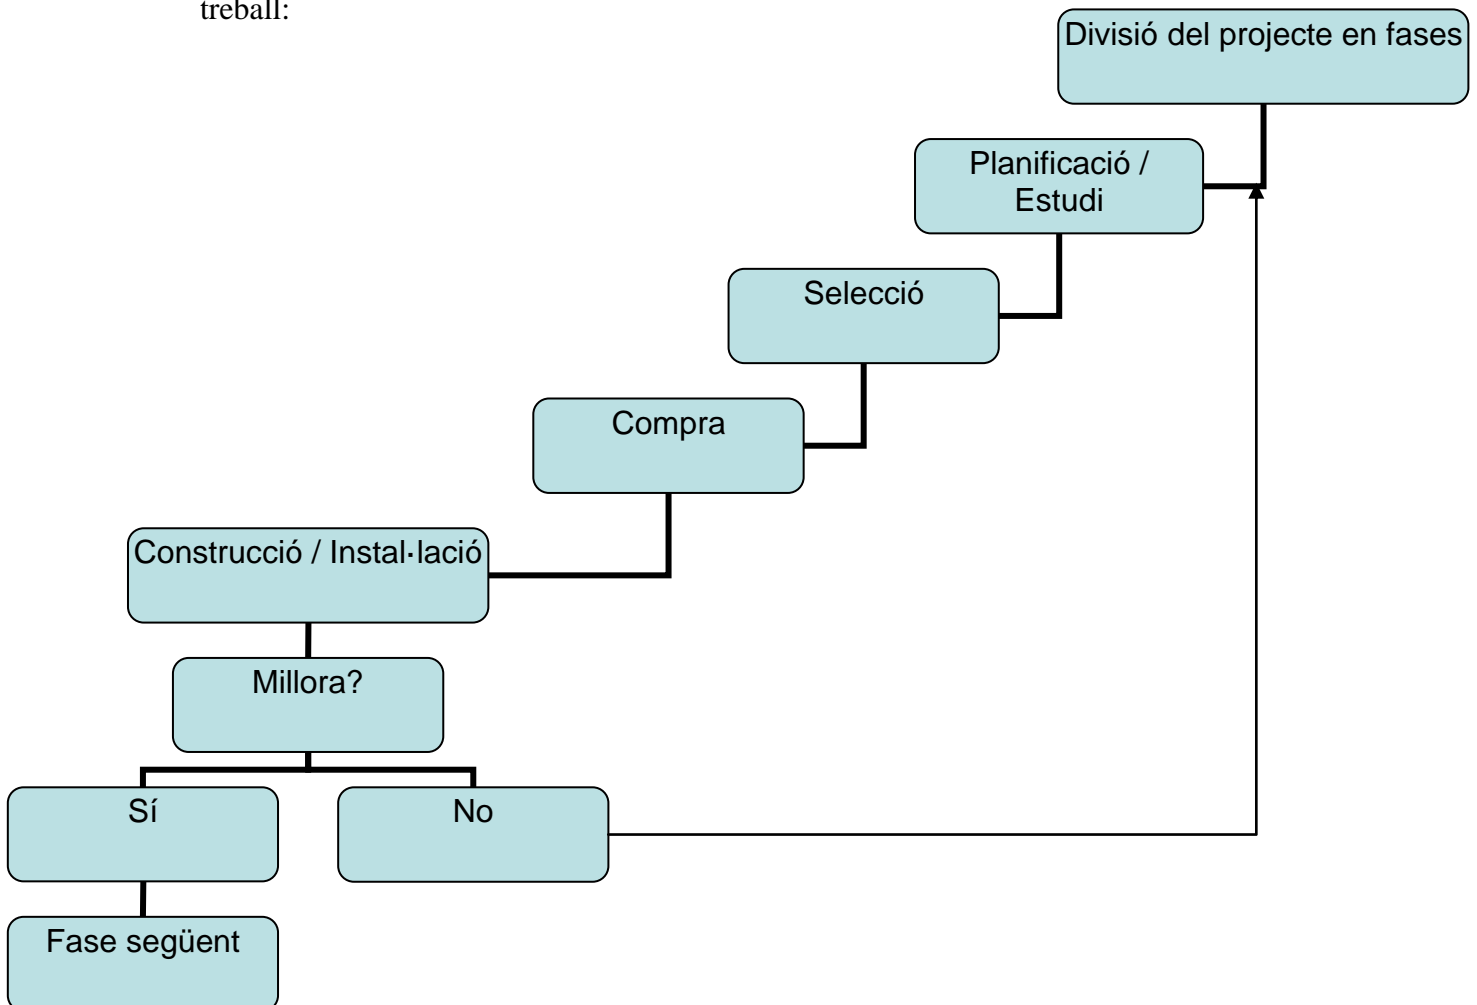 treball:
Divisió del projecte en fases
Planificació /
Estudi
Selecció
Compra
Construcció / Instal·lació
Millora?
Sí
No
Fase següent